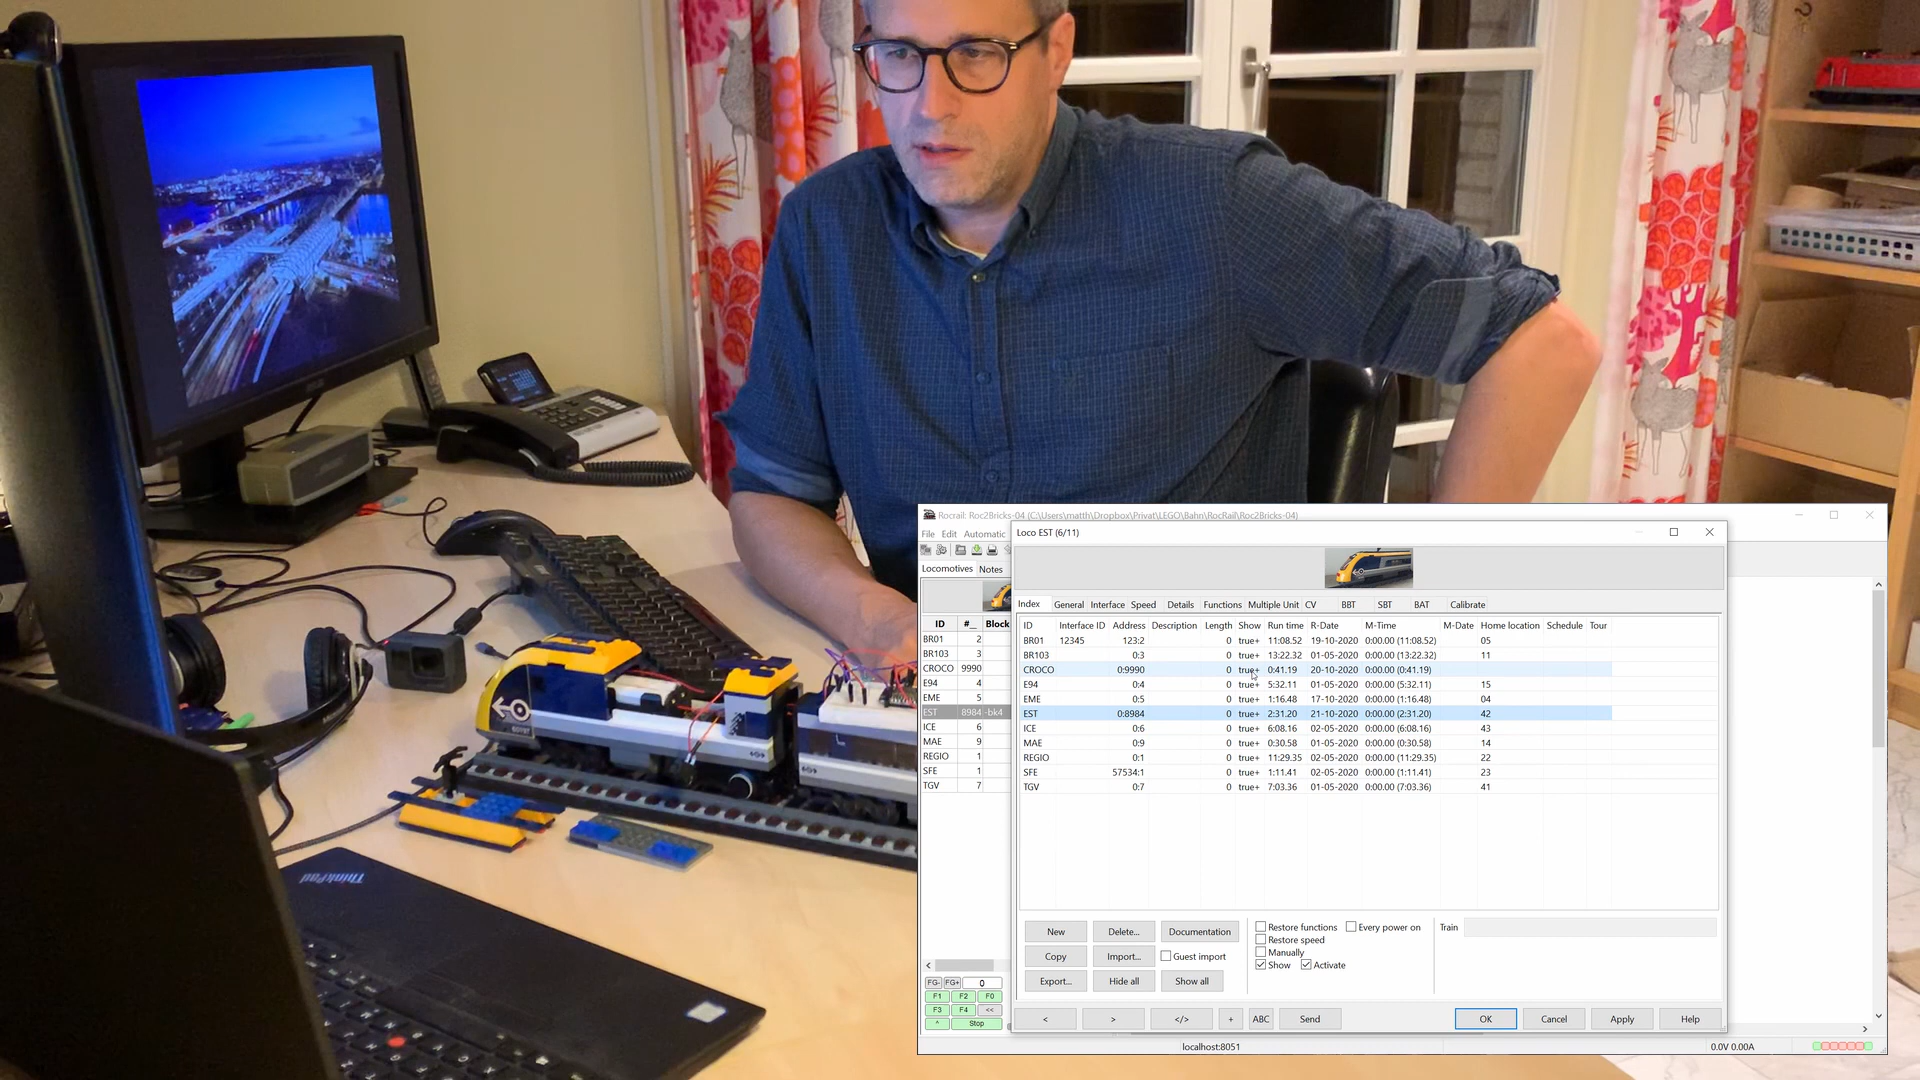 Rocrail: Roc2Bricks-04 (C:\Users\matth\Dropbox\Privat\LEGO\Bahn\RocRail\Roc2Bricks-04)
File Edit Automatic
Loco EST (6/11)
Locomotives Notes
Index General Interface Speed Details Functions Multiple Unit CV BBT SBT BAT Calibrate
ID #_ Block
BR01 2
BR103 3
CROCO 9990
E94 4
EME 5
EST 8984 -bk4
ICE 6
MAE 9
REGIO 1
SFE 1
TGV 7
ID Interface ID Address Description Length Show Run time R-Date M-Time M-Date Home location Schedule Tour
BR01 12345 123:2 0 true+ 11:08.52 19-10-2020 0:00.00 (11:08.52) 05
BR103 0:3 0 true+ 13:22.32 01-05-2020 0:00.00 (13:22.32) 11
CROCO 0:9990 0 true+ 0:41.19 20-10-2020 0:00.00 (0:41.19)
E94 0:4 0 true+ 5:32.11 01-05-2020 0:00.00 (5:32.11) 15
EME 0:5 0 true+ 1:16.48 17-10-2020 0:00.00 (1:16.48) 04
EST 0:8984 0 true+ 2:31.20 21-10-2020 0:00.00 (2:31.20) 42
ICE 0:6 0 true+ 6:08.16 02-05-2020 0:00.00 (6:08.16) 43
MAE 0:9 0 true+ 0:30.58 01-05-2020 0:00.00 (0:30.58) 14
REGIO 0:1 0 true+ 11:29.35 02-05-2020 0:00.00 (11:29.35) 22
SFE 57534:1 0 true+ 1:11.41 02-05-2020 0:00.00 (1:11.41) 23
TGV 0:7 0 true+ 7:03.36 01-05-2020 0:00.00 (7:03.36) 41
New Delete... Documentation
Copy Import... Guest import
Export... Hide all Show all
Restore functions Every power on
Restore speed
Manually
Show Activate
Train
FG- FG+ 0
F1 F2 F0
F3 F4 <<
^ Stop
< > </> + ABC Send OK Cancel Apply Help
localhost:8051 0.0V 0.00A
ThinkPad
60197